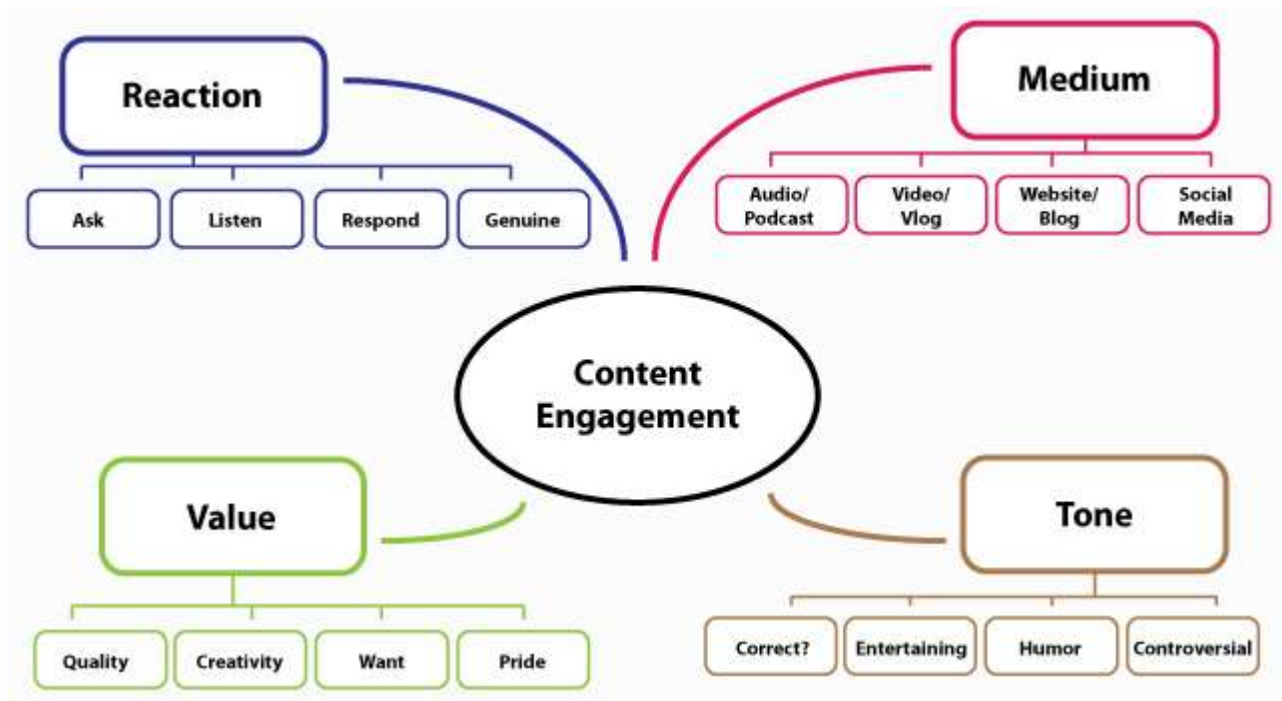 Reaction
Ask
Listen
Respond
Genuine
Medium
Audio/
Podcast
Video/
Vlog
Website/
Blog
Social
Media
Content
Engagement
Value
Quality
Creativity
Want
Pride
Tone
Correct?
Entertaining
Humor
Controversial